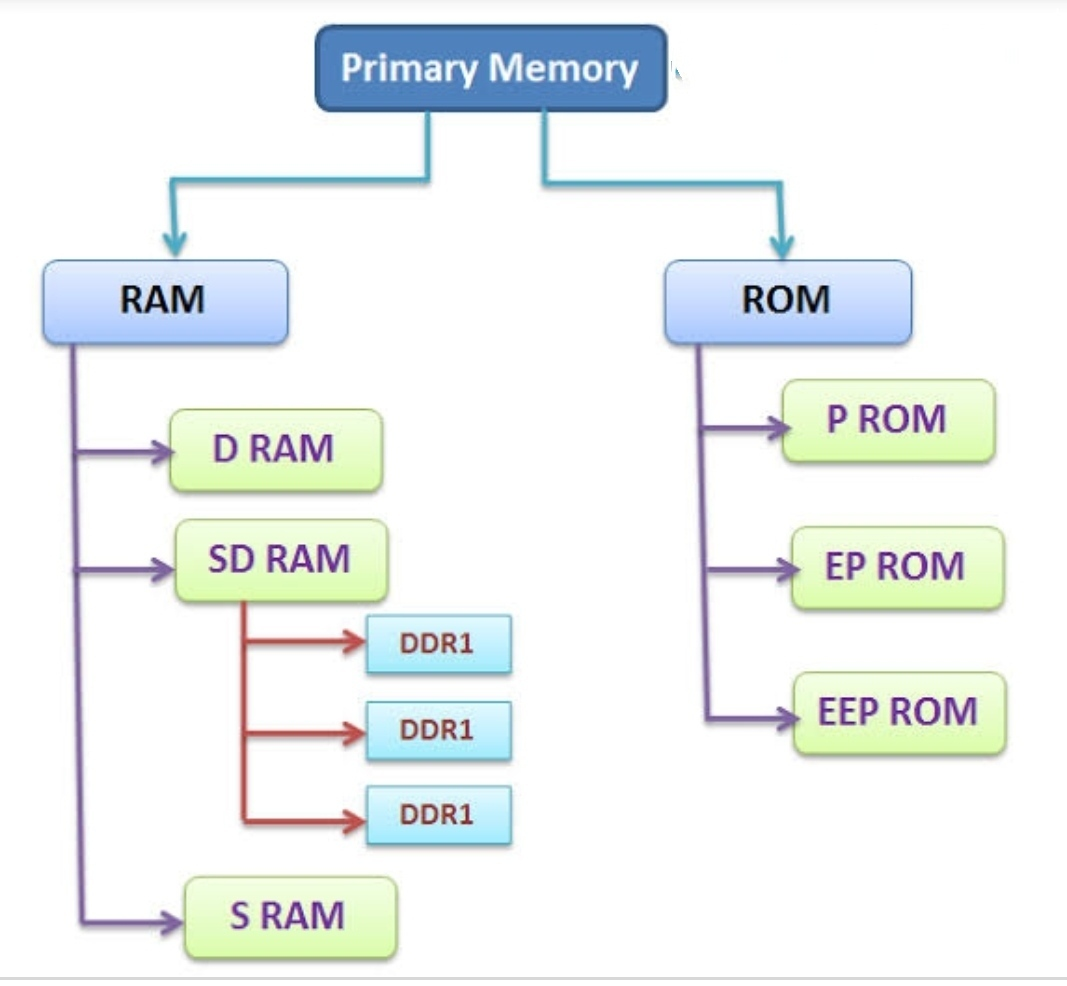 Primary Memory
RAM
D RAM
SD RAM
DDR1
DDR1
DDR1
S RAM
ROM
P ROM
EP ROM
EEP ROM